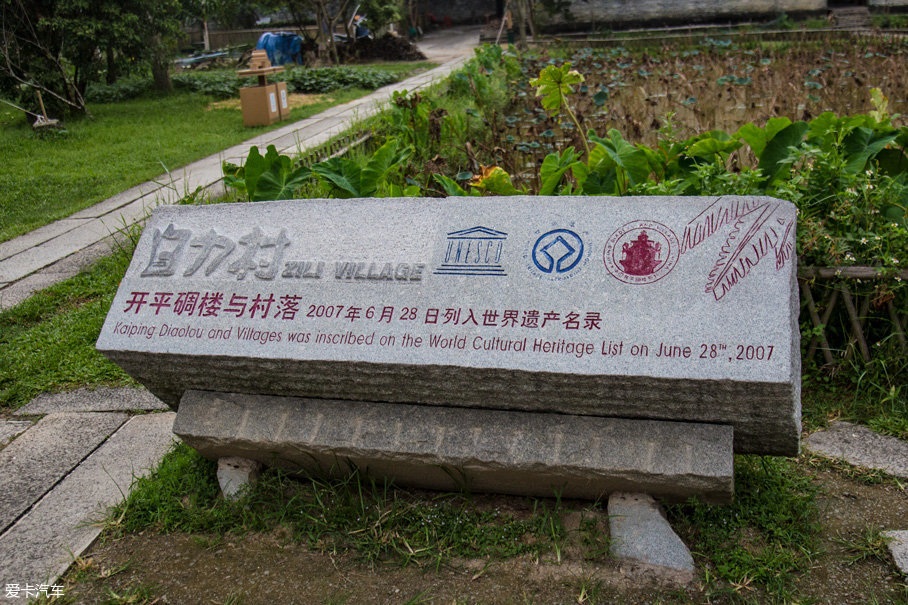 自力村 ZILI VILLAGE
UNESCO
开平碉楼与村落 2007年6月28日列入世界遗产名录
Kaiping Diaolou and Villages was inscribed on the World Cultural Heritage List on June 28TH, 2007
爱卡汽车